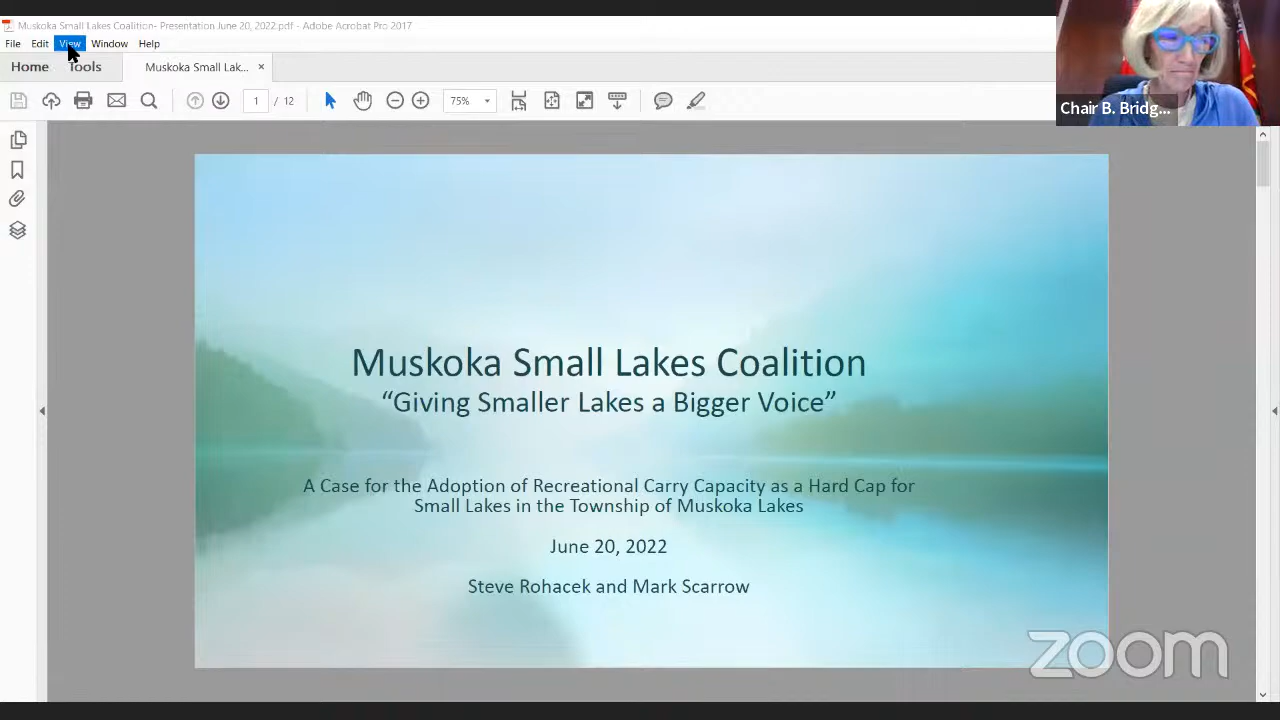 Muskoka Small Lakes Coalition- Presentation June 20, 2022.pdf - Adobe Acrobat Pro 2017
File Edit View Window Help
Home Tools Muskoka Small Lak... ×
1 / 12 75%
Chair B. Bridg...
Muskoka Small Lakes Coalition
“Giving Smaller Lakes a Bigger Voice”
A Case for the Adoption of Recreational Carry Capacity as a Hard Cap for
Small Lakes in the Township of Muskoka Lakes
June 20, 2022
Steve Rohacek and Mark Scarrow
zoom